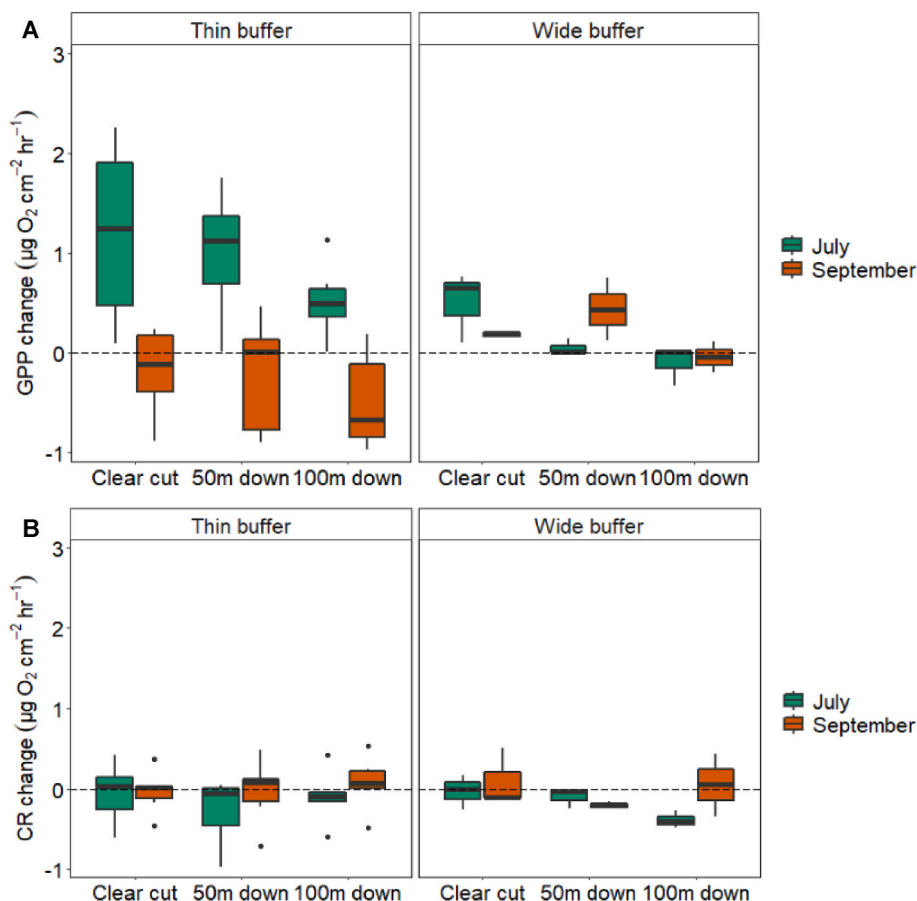 A
Thin buffer
Wide buffer
GPP change (µg O₂ cm⁻² hr⁻¹)
3
2
1
0
-1
Clear cut 50m down 100m down
Clear cut 50m down 100m down
July
September
B
Thin buffer
Wide buffer
CR change (µg O₂ cm⁻² hr⁻¹)
3
2
1
0
-1
Clear cut 50m down 100m down
Clear cut 50m down 100m down
July
September